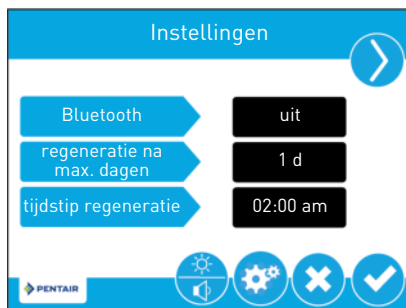 Instellingen
Bluetooth
uit
regeneratie na
max. dagen
1 d
tijdstip regeneratie
02:00 am
PENTAIR